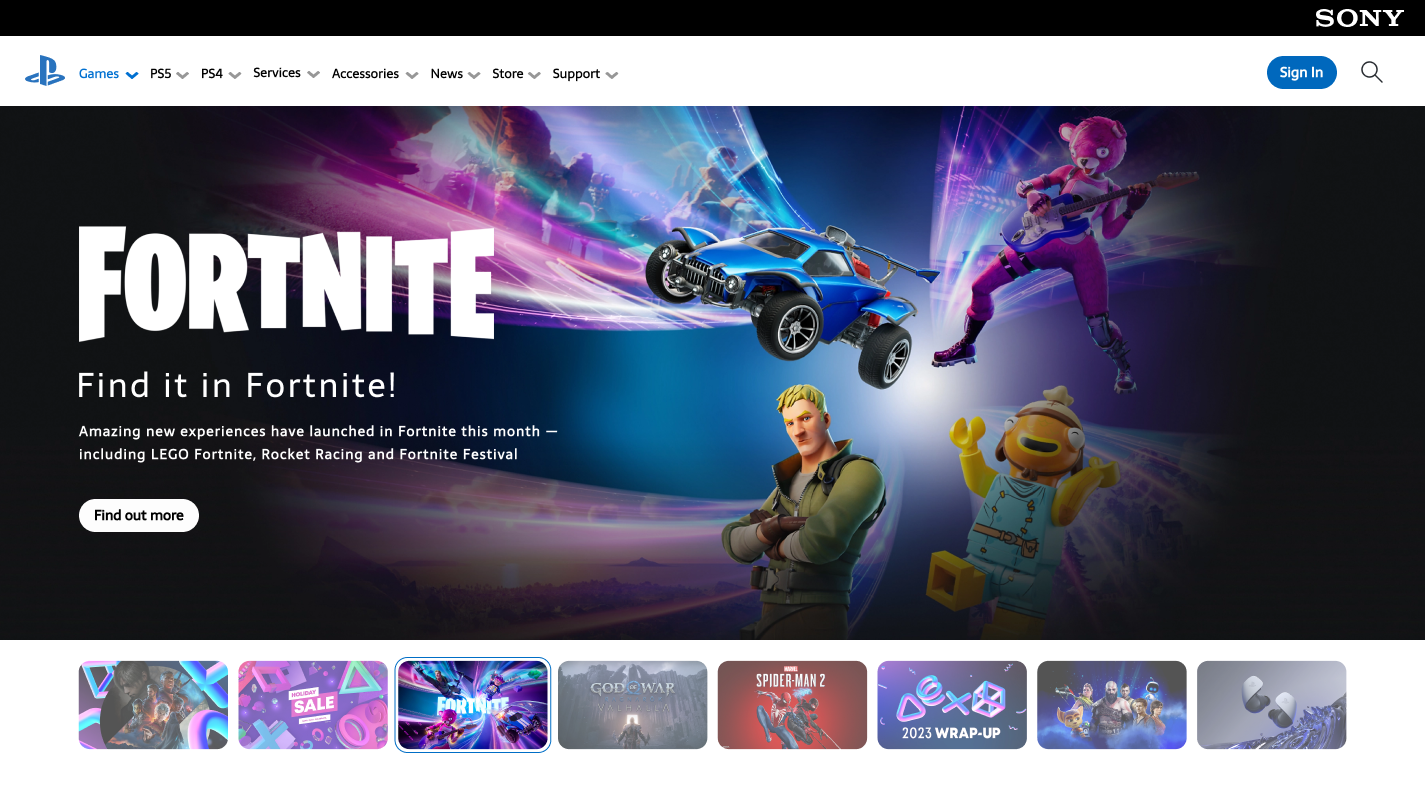 SONY
Games PS5 PS4 Services Accessories News Store Support Sign In
FORTNITE
Find it in Fortnite!
Amazing new experiences have launched in Fortnite this month —
including LEGO Fortnite, Rocket Racing and Fortnite Festival
Find out more
HOLIDAY
SALE
FORTNITE
GOD OF WAR
VALHALLA
MARVEL
SPIDER-MAN 2
2023 WRAP-UP